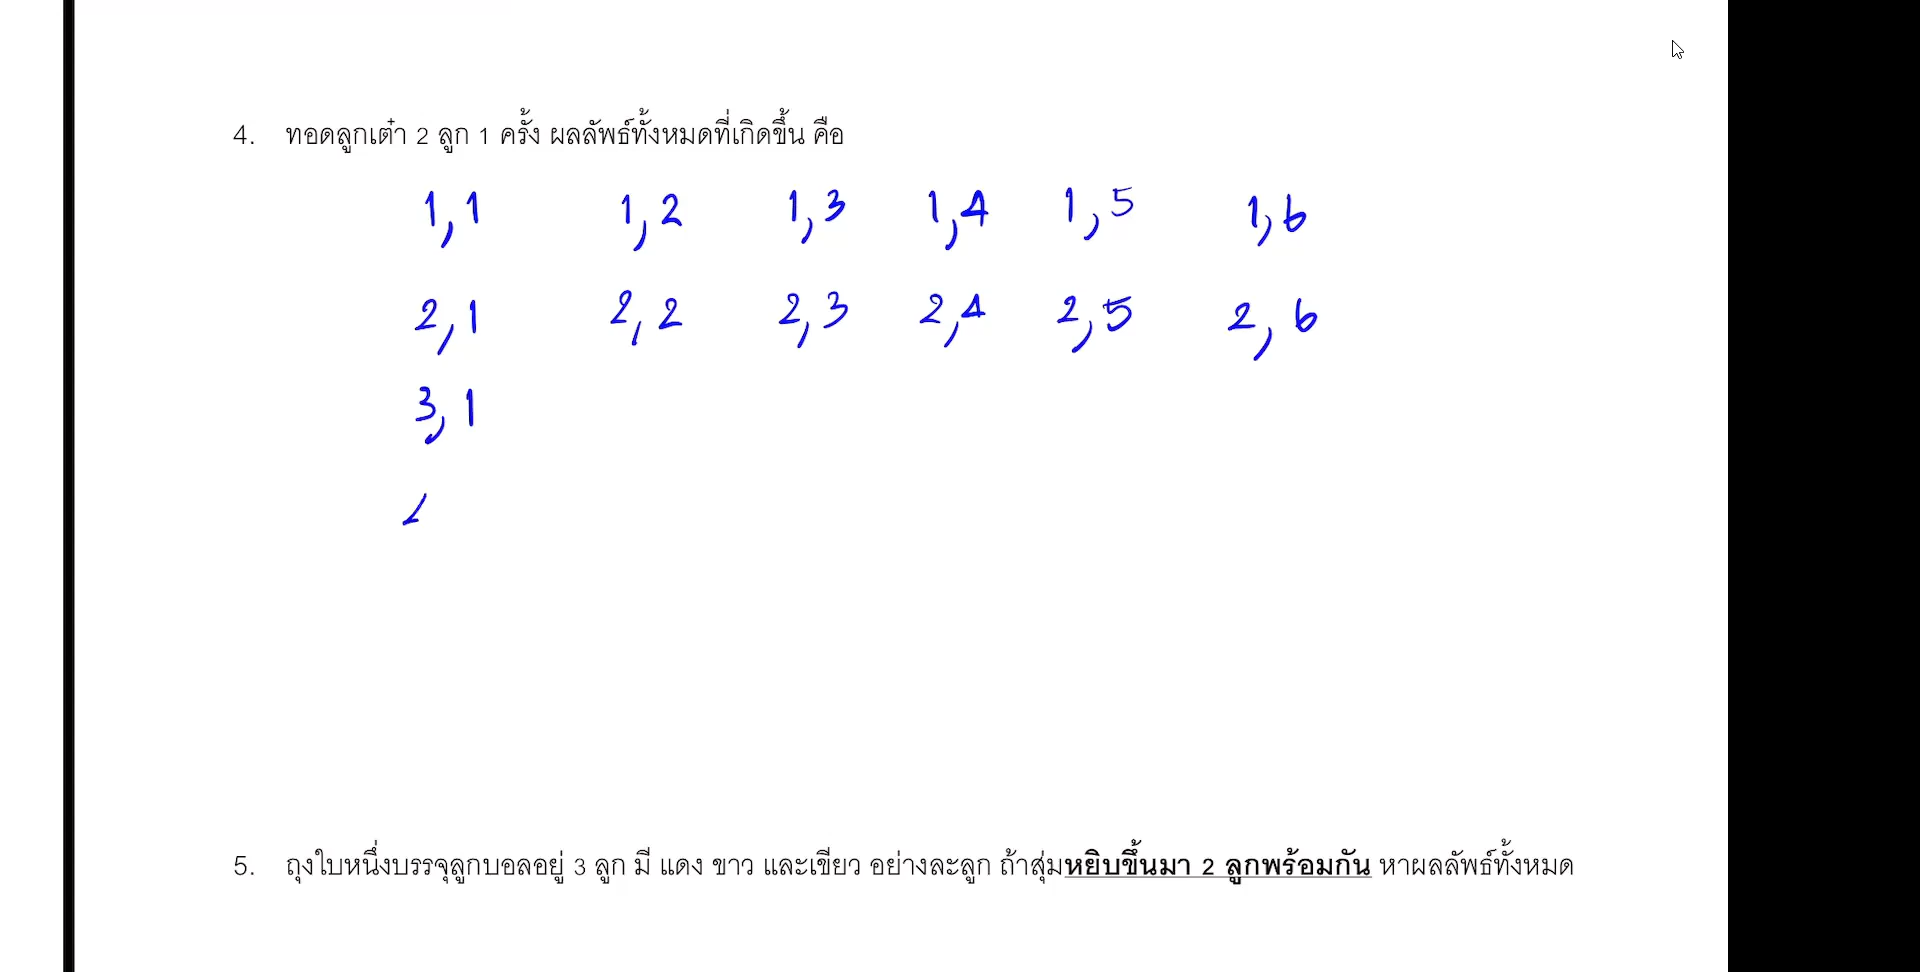 4. ทอดลูกเต๋า 2 ลูก 1 ครั้ง ผลลัพธ์ทั้งหมดที่เกิดขึ้น คือ
1,1 1,2 1,3 1,4 1,5 1,6
2,1 2,2 2,3 2,4 2,5 2,6
3,1
5. ถุงใบหนึ่งบรรจุลูกบอลอยู่ 3 ลูก มี แดง ขาว และเขียว อย่างละลูก ถ้าสุ่มหยิบขึ้นมา 2 ลูกพร้อมกัน หาผลลัพธ์ทั้งหมด